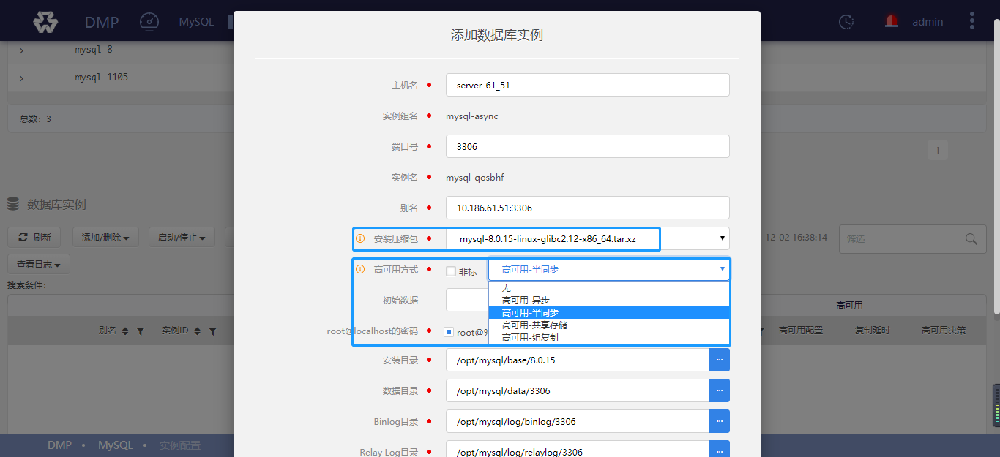 DMP MySQL admin
添加数据库实例
mysql-8 -- --
mysql-1105 -- --
总数: 3
1
主机名 server-61_51
实例组名 mysql-async
端口号 3306
实例名 mysql-qosbhf
别名 10.186.61.51:3306
安装压缩包 mysql-8.0.15-linux-glibc2.12-x86_64.tar.xz
高可用方式 非标 高可用-半同步
无
高可用-异步
高可用-半同步
高可用-共享存储
高可用-组复制
初始数据
root@localhost的密码 root@%
安装目录 /opt/mysql/base/8.0.15 ...
数据目录 /opt/mysql/data/3306 ...
Binlog目录 /opt/mysql/log/binlog/3306 ...
Relay Log目录 /opt/mysql/log/relaylog/3306 ...
数据库实例
刷新 添加/删除 启动/停止
-12-02 16:38:14 筛选
查看日志
搜索条件:
高可用
别名 实例ID 高可用配置 复制延时 高可用决策
DMP • MySQL • 实例配置